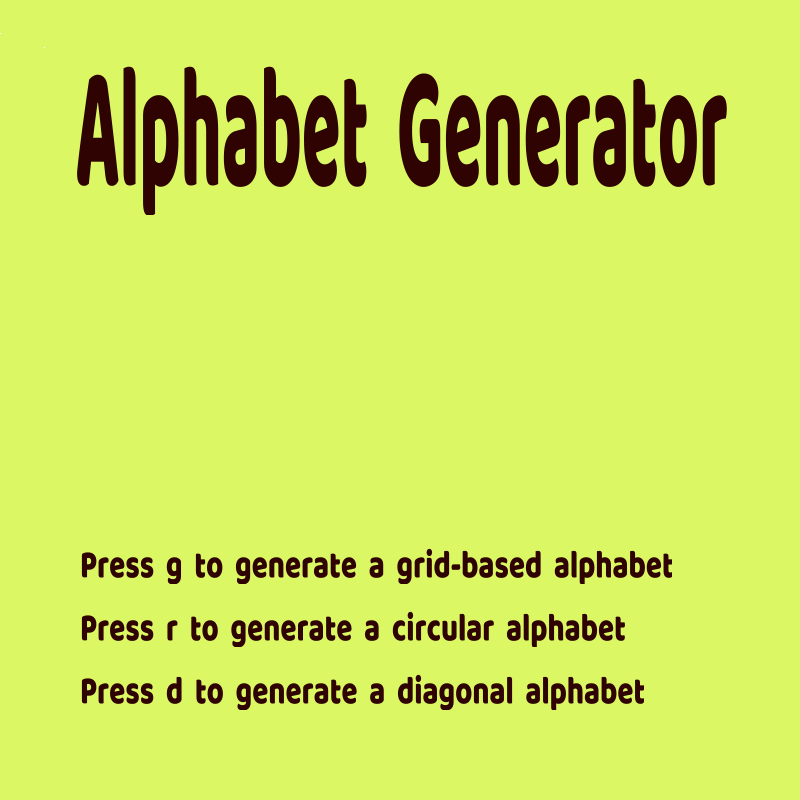 Alphabet Generator
Press g to generate a grid-based alphabet
Press r to generate a circular alphabet
Press d to generate a diagonal alphabet